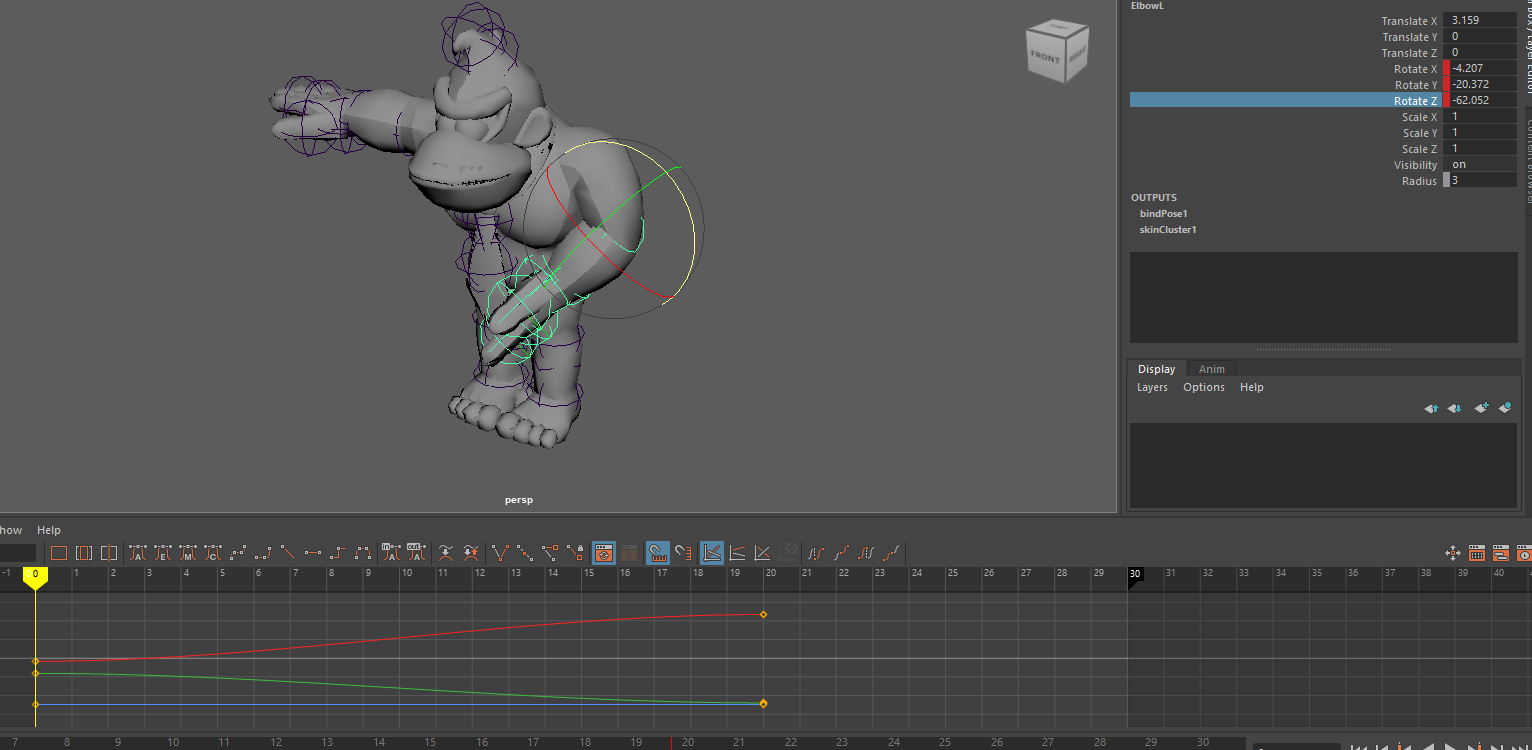 ElbowL
Translate X 3.159
Translate Y 0
Translate Z 0
Rotate X -4.207
Rotate Y -20.372
Rotate Z -62.052
Scale X 1
Scale Y 1
Scale Z 1
Visibility on
Radius 3
OUTPUTS
bindPose1
skinCluster1
FRONT RIGHT
persp
Display Anim
Layers Options Help
how Help
-1 0 1 2 3 4 5 6 7 8 9 10 11 12 13 14 15 16 17 18 19 20 21 22 23 24 25 26 27 28 29 30 31 32 33 34 35 36 37 38 39 40
7 8 9 10 11 12 13 14 15 16 17 18 19 20 21 22 23 24 25 26 27 28 29 30